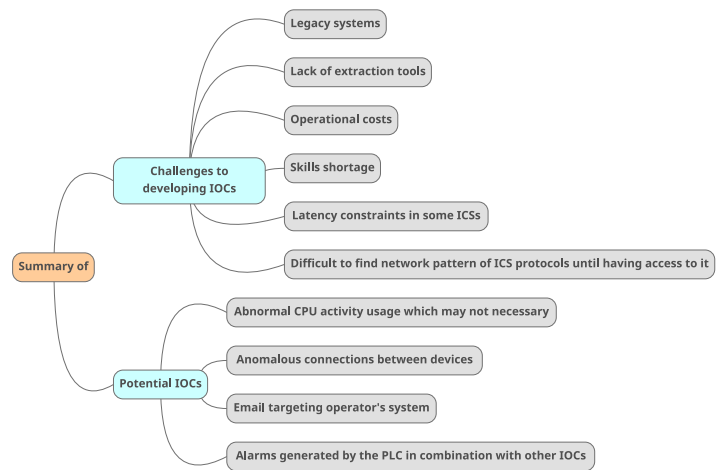 Summary of
Challenges to
developing IOCs
Legacy systems
Lack of extraction tools
Operational costs
Skills shortage
Latency constraints in some ICSs
Difficult to find network pattern of ICS protocols until having access to it
Potential IOCs
Abnormal CPU activity usage which may not necessary
Anomalous connections between devices
Email targeting operator's system
Alarms generated by the PLC in combination with other IOCs